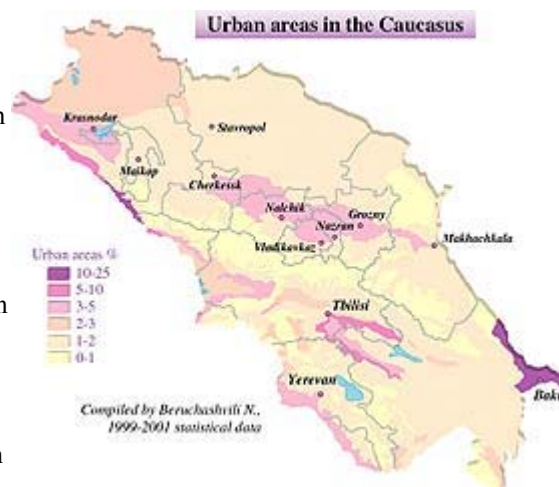 Urban areas in the Caucasus
Krasnodar
Stavropol
Maikop
Cherkessk
Nalchik
Grozny
Nazran
Vladikavkaz
Makhachkala
Urban areas %
10-25
5-10
3-5
2-3
1-2
0-1
Tbilisi
Baku
Yerevan
Compiled by Beruchashvili N.,
1999-2001 statistical data